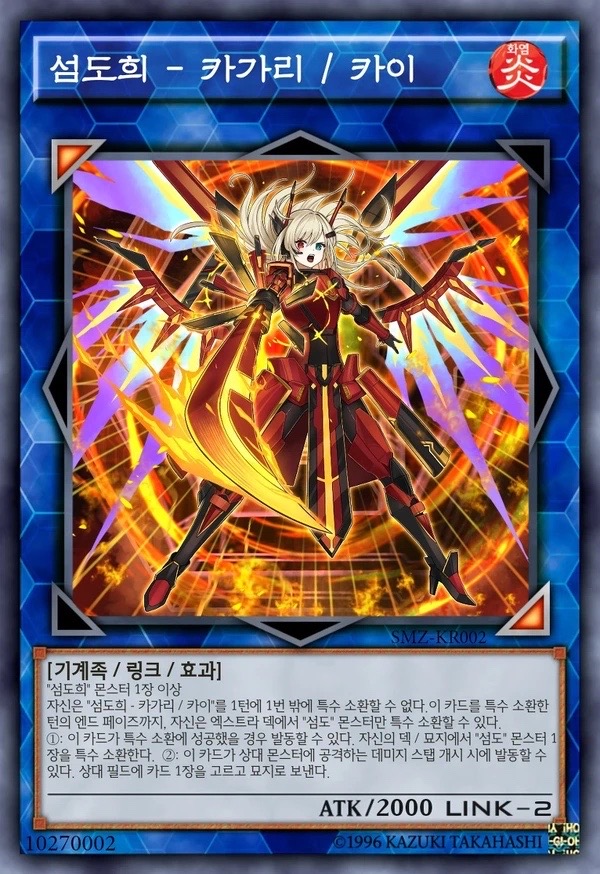 섬도희 - 카가리 / 카이
화염
炎
SMZ-KR002
[기계족 / 링크 / 효과]
"섬도희" 몬스터 1장 이상
자신은 "섬도희 - 카가리 / 카이"를 1턴에 1번 밖에 특수 소환할 수 없다.이 카드를 특수 소환한
턴의 엔드 페이즈까지, 자신은 엑스트라 덱에서 "섬도" 몬스터만 특수 소환할 수 있다.
①: 이 카드가 특수 소환에 성공했을 경우 발동할 수 있다. 자신의 덱 / 묘지에서 "섬도" 몬스터 1
장을 특수 소환한다. ②: 이 카드가 상대 몬스터에 공격하는 데미지 스탭 개시 시에 발동할 수
있다. 상대 필드에 카드 1장을 고르고 묘지로 보낸다.
ATK/2000 LINK-2
10270002 ©1996 KAZUKI TAKAHASHI